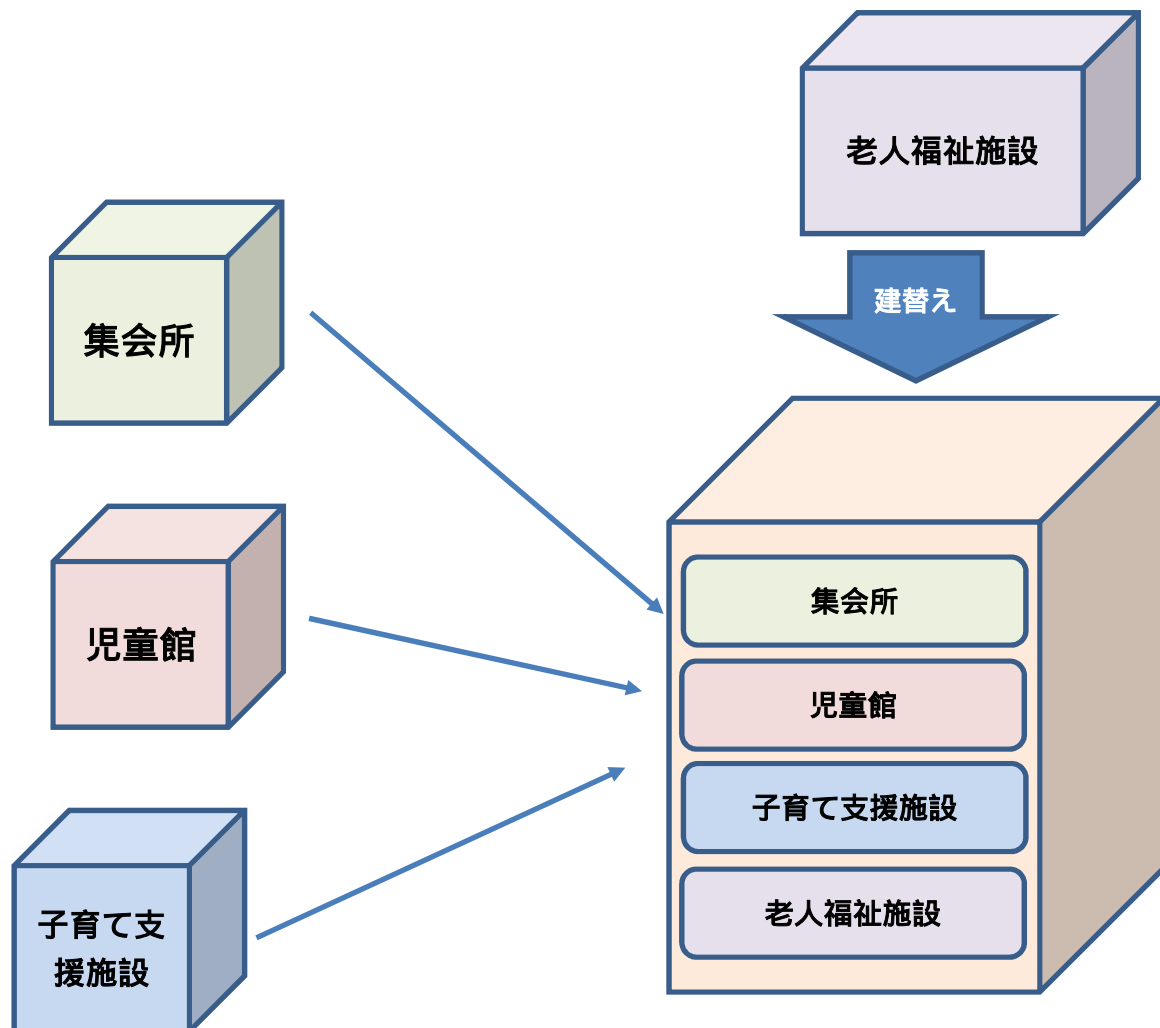 老人福祉施設
建替え
集会所
児童館
子育て支
援施設
集会所
児童館
子育て支援施設
老人福祉施設